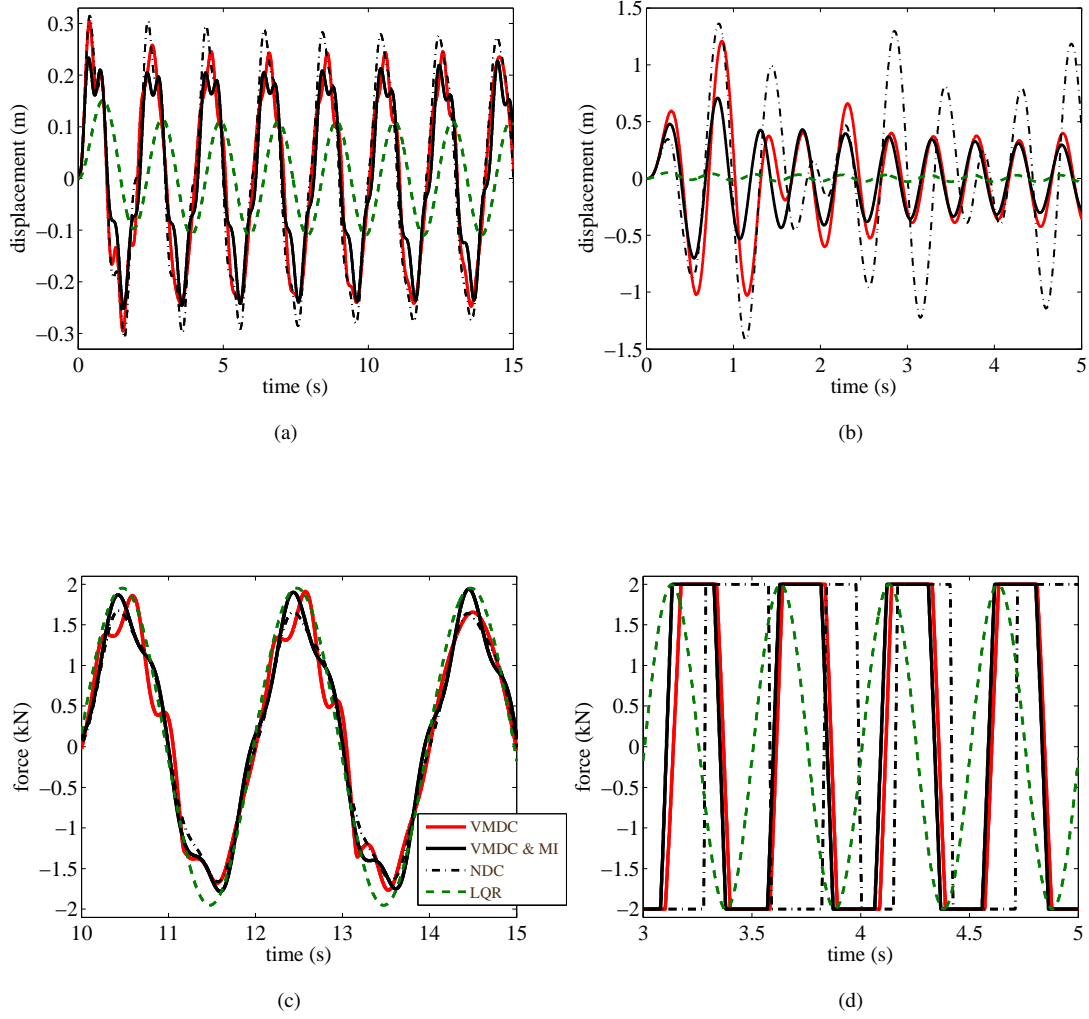 0.3
0.2
0.1
0
−0.1
−0.2
−0.3
displacement (m)
0 5 10 15
time (s)
(a)
1.5
1
0.5
0
−0.5
−1
−1.5
displacement (m)
0 1 2 3 4 5
time (s)
(b)
2
1.5
1
0.5
0
−0.5
−1
−1.5
−2
force (kN)
10 11 12 13 14 15
time (s)
VMDC
VMDC & MI
NDC
LQR
(c)
2
1.5
1
0.5
0
−0.5
−1
−1.5
−2
force (kN)
3 3.5 4 4.5 5
time (s)
(d)